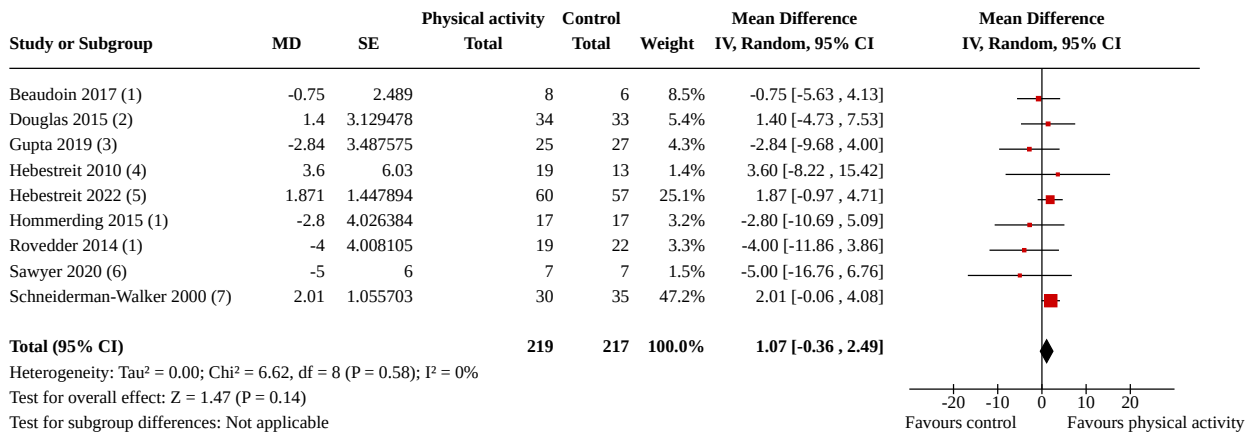 Physical activity Control Mean Difference Mean Difference
Study or Subgroup MD SE Total Total Weight IV, Random, 95% CI IV, Random, 95% CI
Beaudoin 2017 (1) -0.75 2.489 8 6 8.5% -0.75 [-5.63 , 4.13]
Douglas 2015 (2) 1.4 3.129478 34 33 5.4% 1.40 [-4.73 , 7.53]
Gupta 2019 (3) -2.84 3.487575 25 27 4.3% -2.84 [-9.68 , 4.00]
Hebestreit 2010 (4) 3.6 6.03 19 13 1.4% 3.60 [-8.22 , 15.42]
Hebestreit 2022 (5) 1.871 1.447894 60 57 25.1% 1.87 [-0.97 , 4.71]
Hommerding 2015 (1) -2.8 4.026384 17 17 3.2% -2.80 [-10.69 , 5.09]
Rovedder 2014 (1) -4 4.008105 19 22 3.3% -4.00 [-11.86 , 3.86]
Sawyer 2020 (6) -5 6 7 7 1.5% -5.00 [-16.76 , 6.76]
Schneiderman-Walker 2000 (7) 2.01 1.055703 30 35 47.2% 2.01 [-0.06 , 4.08]
Total (95% CI) 219 217 100.0% 1.07 [-0.36 , 2.49]
Heterogeneity: Tau² = 0.00; Chi² = 6.62, df = 8 (P = 0.58); I² = 0%
Test for overall effect: Z = 1.47 (P = 0.14)
-20 -10 0 10 20
Test for subgroup differences: Not applicable
Favours control Favours physical activity